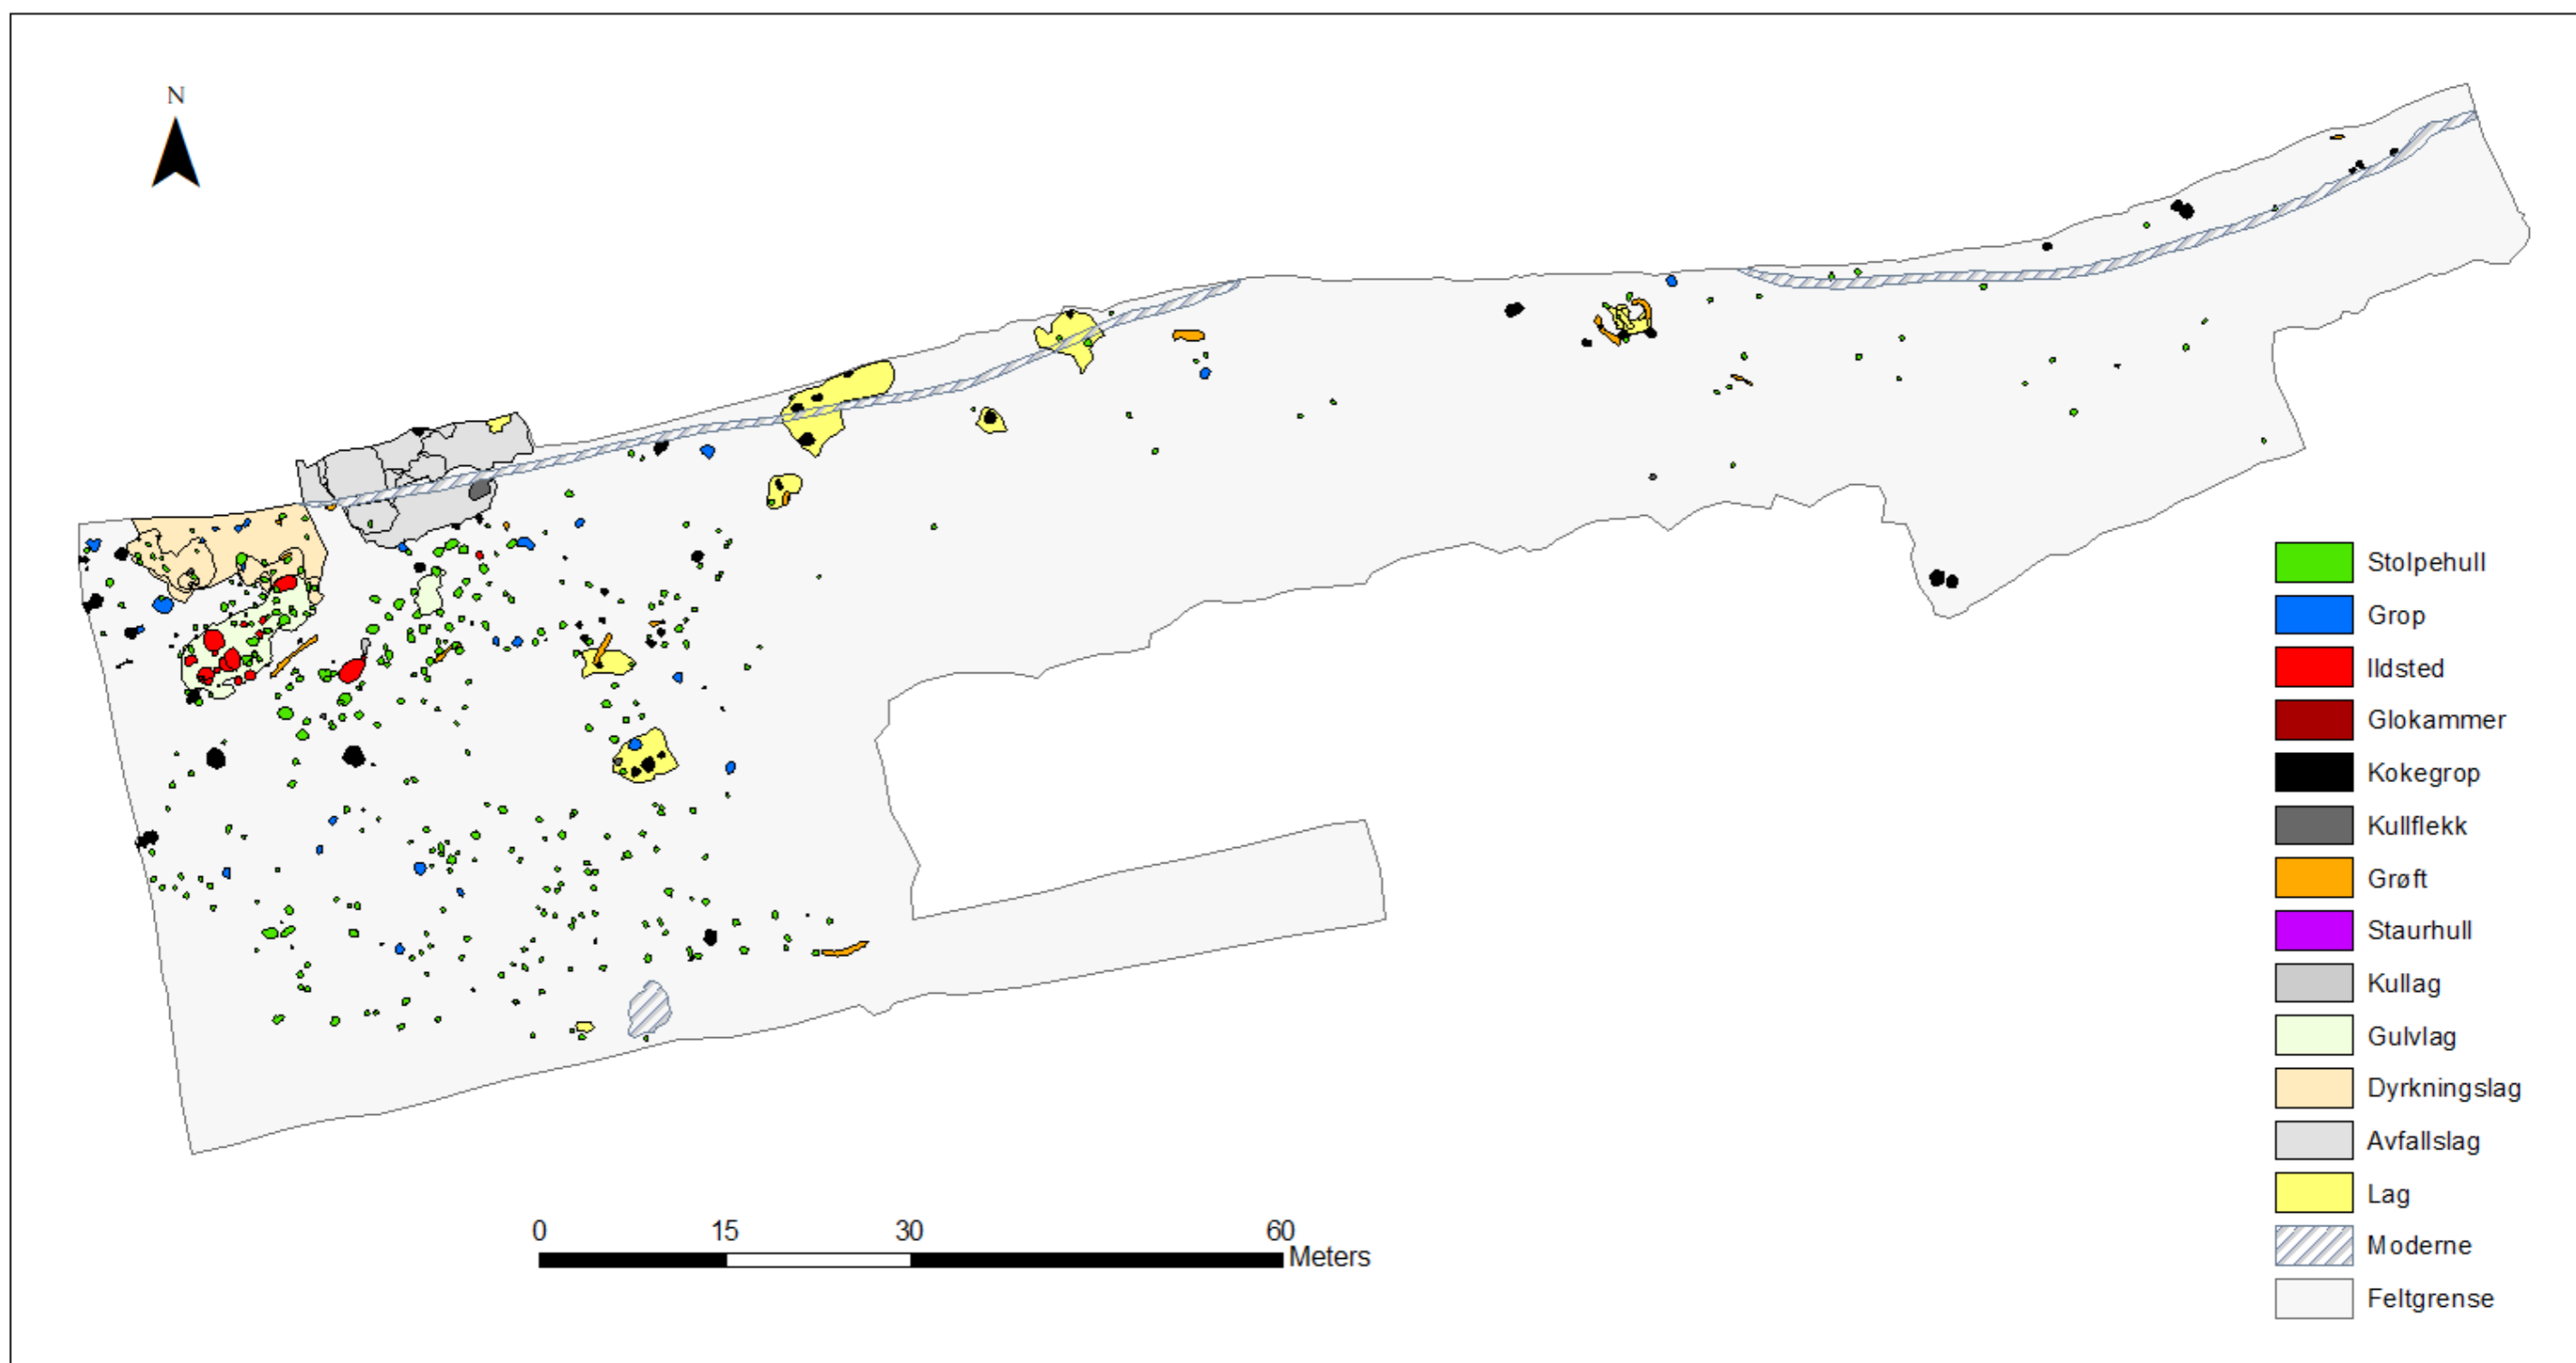 N
Stolpehull
Grop
Ildsted
Glokammer
Kokegrop
Kullflekk
Grøft
Staurhull
Kullag
Gulvlag
Dyrkningslag
Avfallslag
Lag
Moderne
Feltgrense
0 15 30 60
Meters